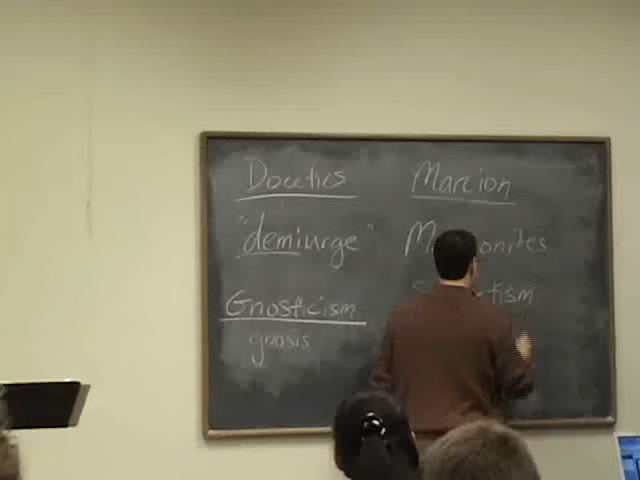 Docetics
"demiurge"
Gnosticism
gnosis
Marcion